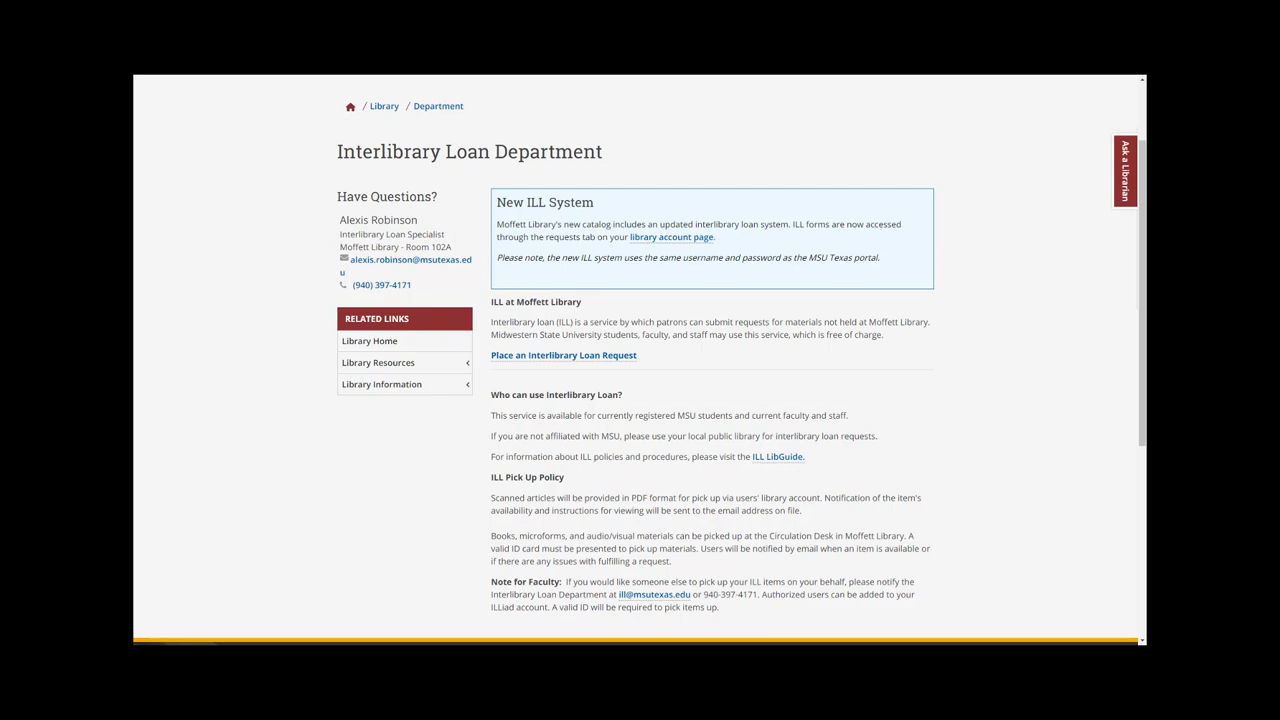 / Library / Department
Interlibrary Loan Department
Have Questions?
Alexis Robinson
Interlibrary Loan Specialist
Moffett Library - Room 102A
alexis.robinson@msutexas.ed
u
(940) 397-4171
RELATED LINKS
Library Home
Library Resources
Library Information
New ILL System
Moffett Library's new catalog includes an updated interlibrary loan system. ILL forms are now accessed
through the requests tab on your library account page.
Please note, the new ILL system uses the same username and password as the MSU Texas portal.
ILL at Moffett Library
Interlibrary loan (ILL) is a service by which patrons can submit requests for materials not held at Moffett Library.
Midwestern State University students, faculty, and staff may use this service, which is free of charge.
Place an Interlibrary Loan Request
Who can use Interlibrary Loan?
This service is available for currently registered MSU students and current faculty and staff.
If you are not affiliated with MSU, please use your local public library for interlibrary loan requests.
For information about ILL policies and procedures, please visit the ILL LibGuide.
ILL Pick Up Policy
Scanned articles will be provided in PDF format for pick up via users' library account. Notification of the item's
availability and instructions for viewing will be sent to the email address on file.
Books, microforms, and audio/visual materials can be picked up at the Circulation Desk in Moffett Library. A
valid ID card must be presented to pick up materials. Users will be notified by email when an item is available or
if there are any issues with fulfilling a request.
Note for Faculty: If you would like someone else to pick up your ILL items on your behalf, please notify the
Interlibrary Loan Department at ill@msutexas.edu or 940-397-4171. Authorized users can be added to your
ILLiad account. A valid ID will be required to pick items up.
Ask a Librarian